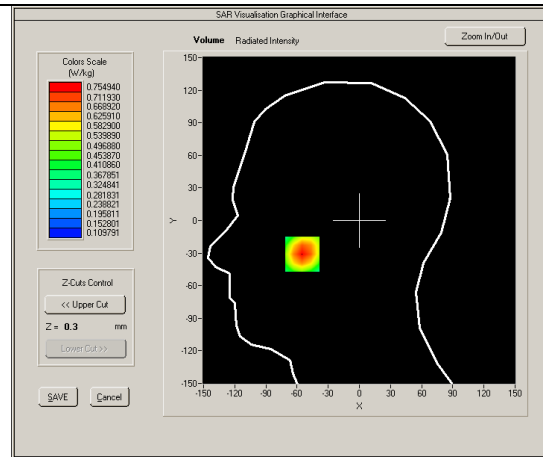 SAR Visualisation Graphical Interface
Volume Radiated Intensity
Zoom In/Out
Colors Scale
(W/kg)
0.754940
0.711930
0.668920
0.625910
0.582900
0.539890
0.496880
0.453870
0.410860
0.367851
0.324841
0.281831
0.238821
0.195811
0.152801
0.109791
Z-Cuts Control
<< Upper Cut
Z = 0.3 mm
Lower Cut >>
SAVE Cancel
150
120
90
60
30
0
-30
-60
-90
-120
-150
Y
-150 -120 -90 -60 -30 0 30 60 90 120 150
X